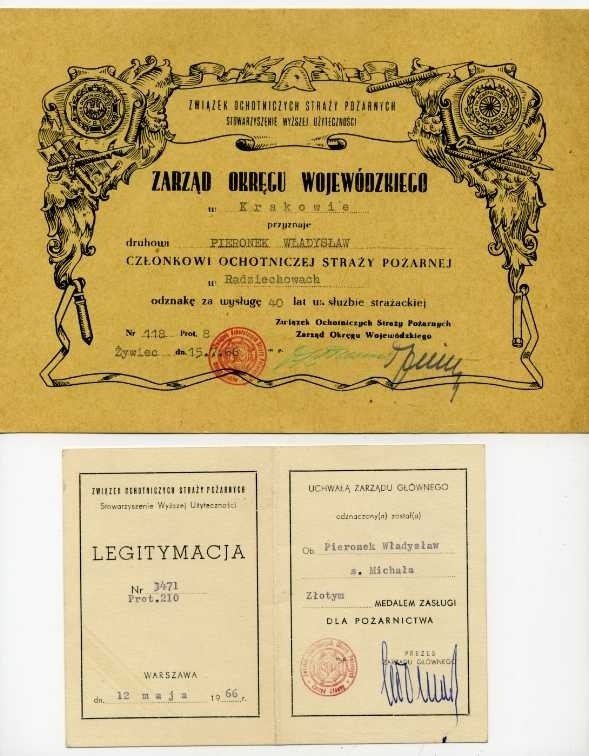 ZWIĄZEK OCHOTNICZYCH STRAŻY POŻARNYCH
STOWARZYSZENIE WYŻSZEJ UŻYTECZNOŚCI
ZARZĄD OKRĘGU WOJEWÓDZKIEGO
w Krakowie
przyznaje
druhowi PIERONEK WŁADYSŁAW
CZŁONKOWI OCHOTNICZEJ STRAŻY POŻARNEJ
w Radziechowach
odznakę za wysługę 40 lat w służbie strażackiej
Związek Ochotniczych Straży Pożarnych
Zarząd Okręgu Wojewódzkiego
Nr 118 Prot. 8
Żywiec dn. 15.7.66 r.
ZWIĄZEK OCHOTNICZYCH STRAŻY POŻARNYCH
Stowarzyszenie Wyższej Użyteczności
LEGITYMACJA
Nr 3471
Prot.210
WARSZAWA
dn. 12 maja 1966 r.
UCHWAŁĄ ZARZĄDU GŁÓWNEGO
odznaczony(a) został(a)
Ob. Pieronek Władysław
s. Michała
Złotym MEDALEM ZASŁUGI
DLA POŻARNICTWA
PREZES
ZARZĄDU GŁÓWNEGO